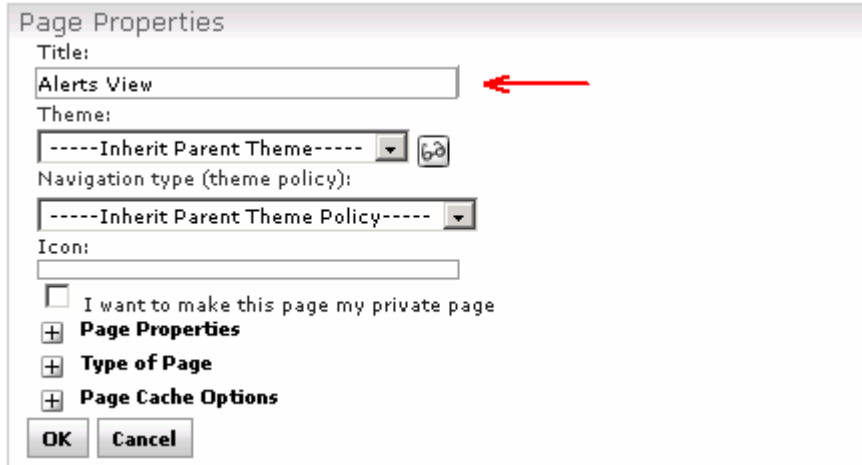 Page Properties
Title:
Alerts View
Theme:
-----Inherit Parent Theme-----
Navigation type (theme policy):
-----Inherit Parent Theme Policy-----
Icon:
I want to make this page my private page
Page Properties
Type of Page
Page Cache Options
OK Cancel